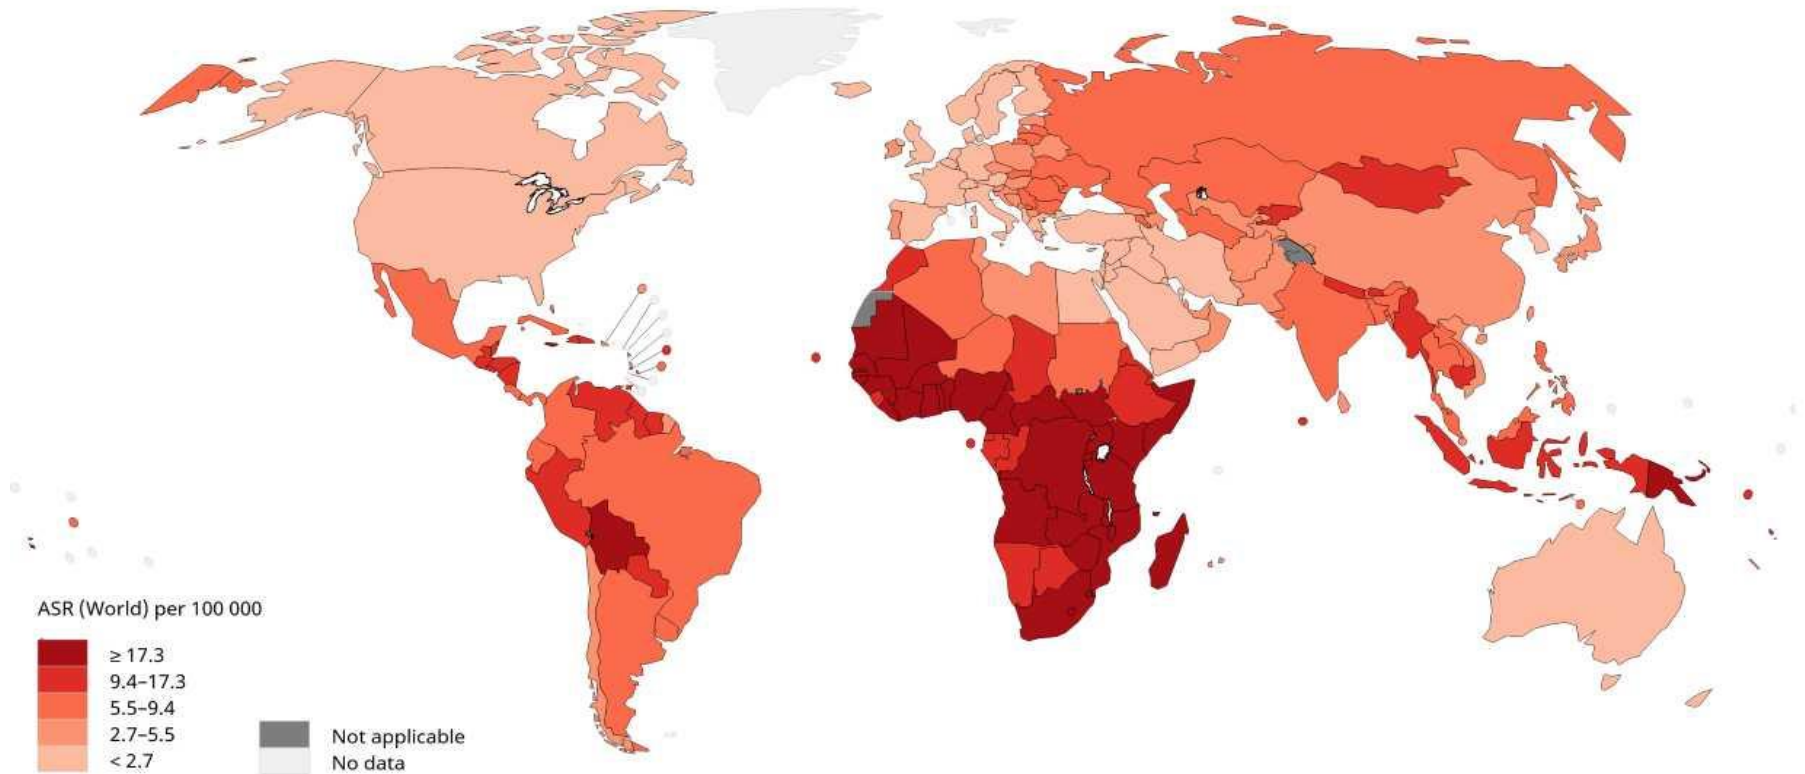 ASR (World) per 100 000
≥ 17.3
9.4–17.3
5.5–9.4
2.7–5.5
< 2.7
Not applicable
No data